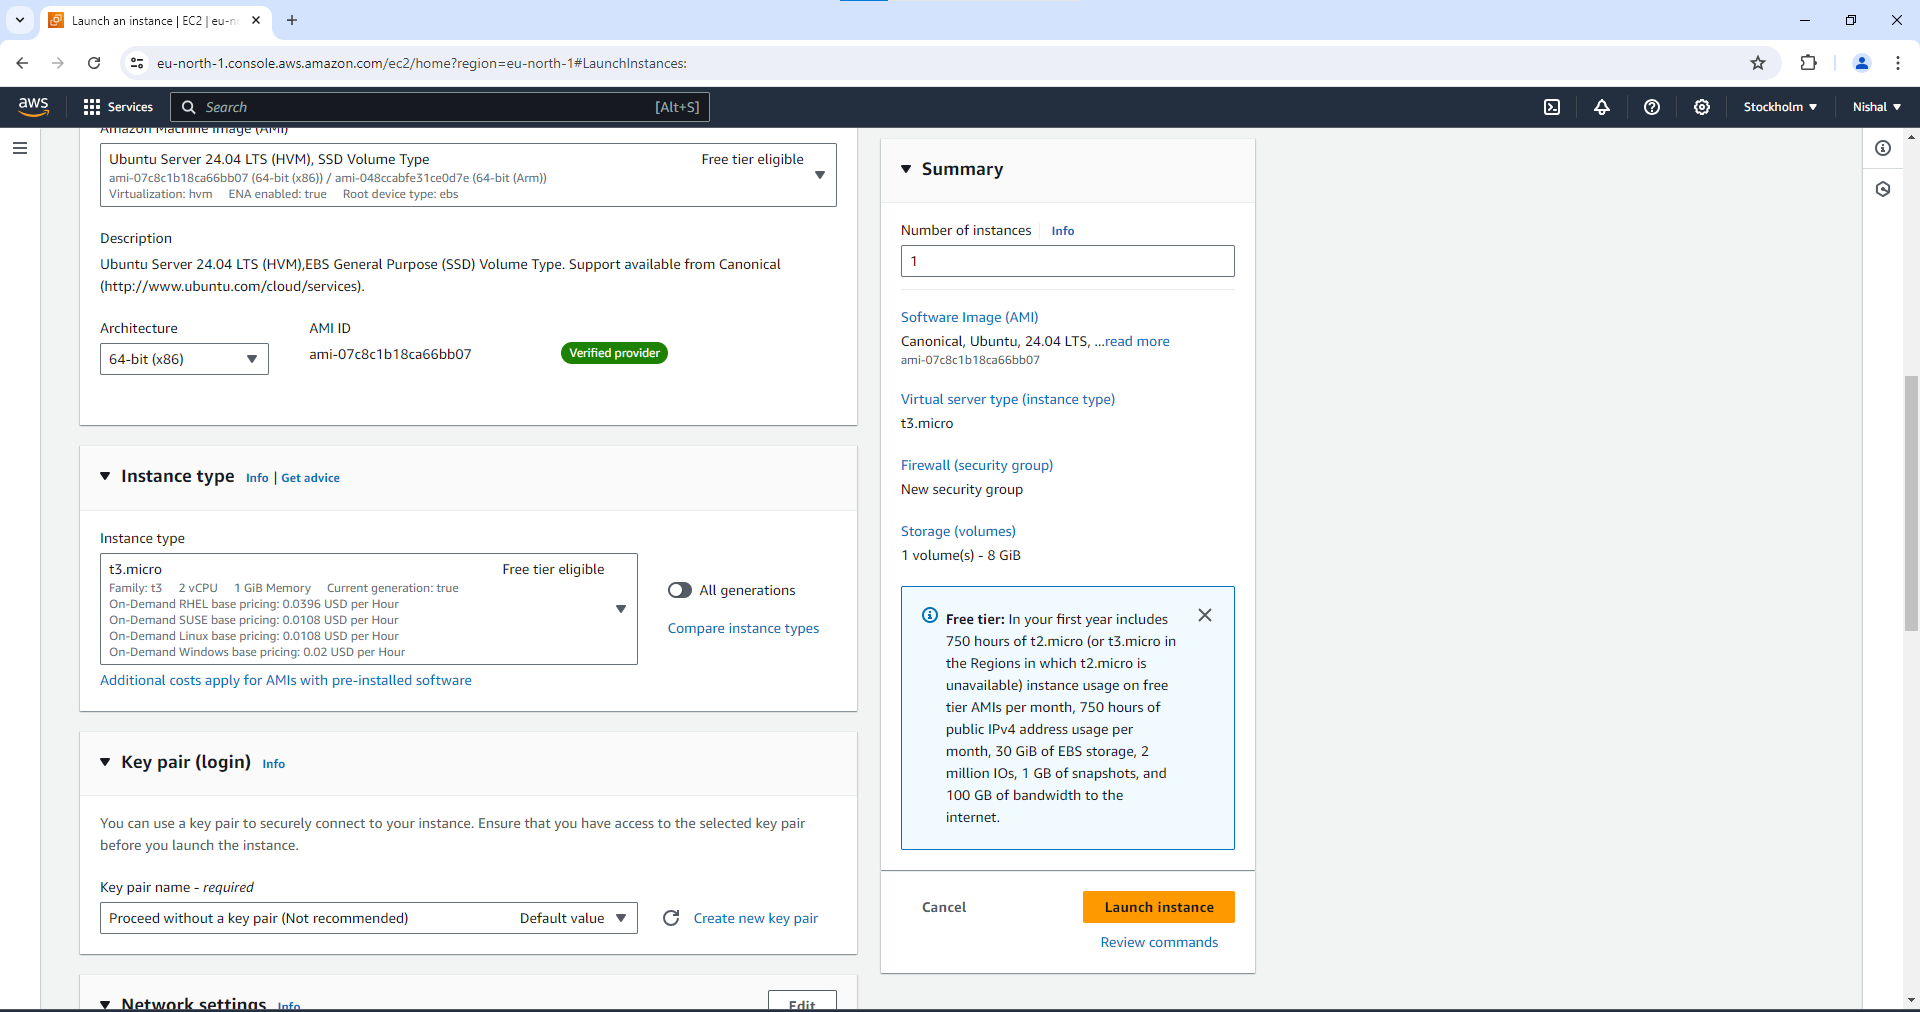 Launch an instance | EC2 | eu-n
eu-north-1.console.aws.amazon.com/ec2/home?region=eu-north-1#LaunchInstances:
aws
Services
Search
[Alt+S]
Stockholm
Nishal
Amazon Machine Image (AMI)
Ubuntu Server 24.04 LTS (HVM), SSD Volume Type
Free tier eligible
ami-07c8c1b18ca66bb07 (64-bit (x86)) / ami-048ccabfe31ce0d7e (64-bit (Arm))
Virtualization: hvm ENA enabled: true Root device type: ebs
Description
Ubuntu Server 24.04 LTS (HVM),EBS General Purpose (SSD) Volume Type. Support available from Canonical
(http://www.ubuntu.com/cloud/services).
Architecture
AMI ID
64-bit (x86)
ami-07c8c1b18ca66bb07
Verified provider
Instance type Info | Get advice
Instance type
t3.micro
Free tier eligible
Family: t3 2 vCPU 1 GiB Memory Current generation: true
On-Demand RHEL base pricing: 0.0396 USD per Hour
On-Demand SUSE base pricing: 0.0108 USD per Hour
On-Demand Linux base pricing: 0.0108 USD per Hour
On-Demand Windows base pricing: 0.02 USD per Hour
All generations
Compare instance types
Additional costs apply for AMIs with pre-installed software
Key pair (login) Info
You can use a key pair to securely connect to your instance. Ensure that you have access to the selected key pair
before you launch the instance.
Key pair name - required
Proceed without a key pair (Not recommended)
Default value
Create new key pair
Network settings Info
Edit
Summary
Number of instances Info
1
Software Image (AMI)
Canonical, Ubuntu, 24.04 LTS, ...read more
ami-07c8c1b18ca66bb07
Virtual server type (instance type)
t3.micro
Firewall (security group)
New security group
Storage (volumes)
1 volume(s) - 8 GiB
Free tier: In your first year includes
750 hours of t2.micro (or t3.micro in
the Regions in which t2.micro is
unavailable) instance usage on free
tier AMIs per month, 750 hours of
public IPv4 address usage per
month, 30 GiB of EBS storage, 2
million IOs, 1 GB of snapshots, and
100 GB of bandwidth to the
internet.
Cancel
Launch instance
Review commands